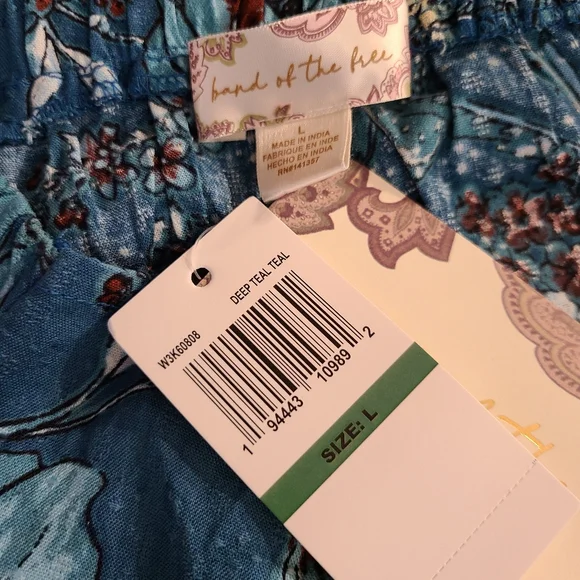 band of the free
L
MADE IN INDIA
FABRIQUE EN INDE
HECHO EN INDIA
RN#141357
DEEP TEAL TEAL
W3K60808
1 94443 10989 2
SIZE: L